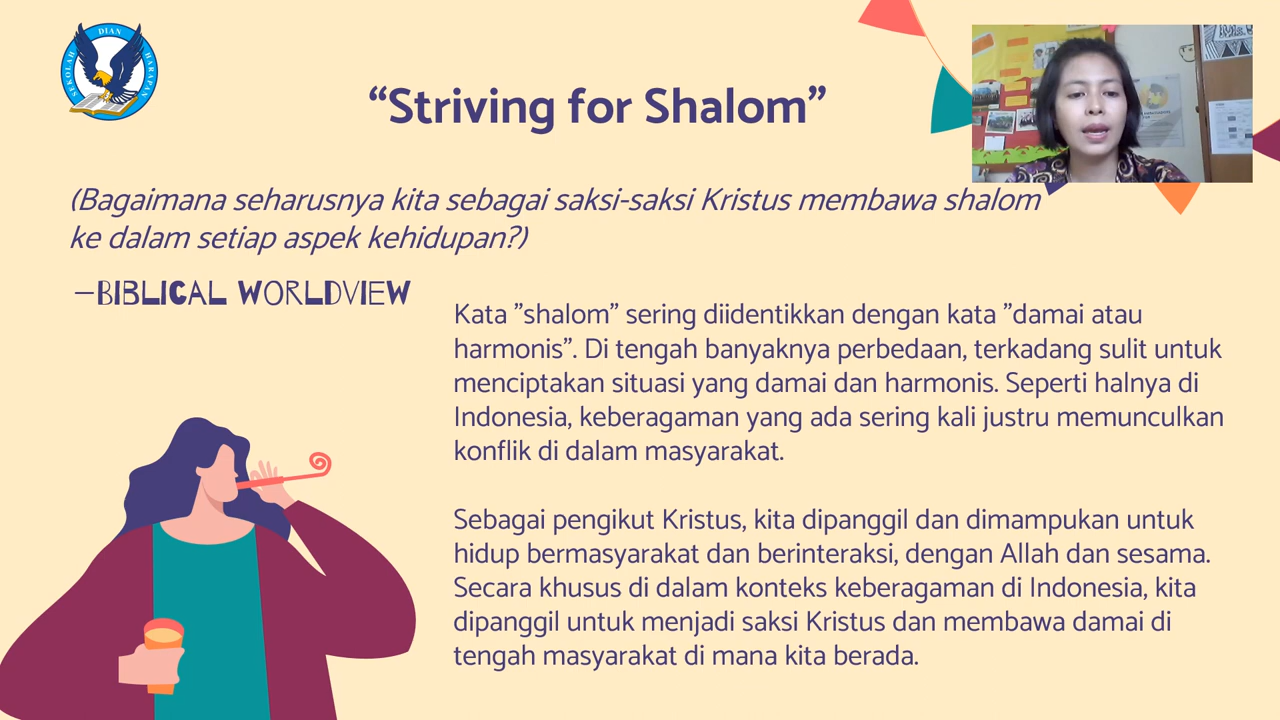 SEKOLAH DIAN HARAPAN
“Striving for Shalom”
(Bagaimana seharusnya kita sebagai saksi-saksi Kristus membawa shalom
ke dalam setiap aspek kehidupan?)
—BIBLICAL WORLDVIEW
Kata ”shalom” sering diidentikkan dengan kata ”damai atau
harmonis”. Di tengah banyaknya perbedaan, terkadang sulit untuk
menciptakan situasi yang damai dan harmonis. Seperti halnya di
Indonesia, keberagaman yang ada sering kali justru memunculkan
konflik di dalam masyarakat.
Sebagai pengikut Kristus, kita dipanggil dan dimampukan untuk
hidup bermasyarakat dan berinteraksi, dengan Allah dan sesama.
Secara khusus di dalam konteks keberagaman di Indonesia, kita
dipanggil untuk menjadi saksi Kristus dan membawa damai di
tengah masyarakat di mana kita berada.